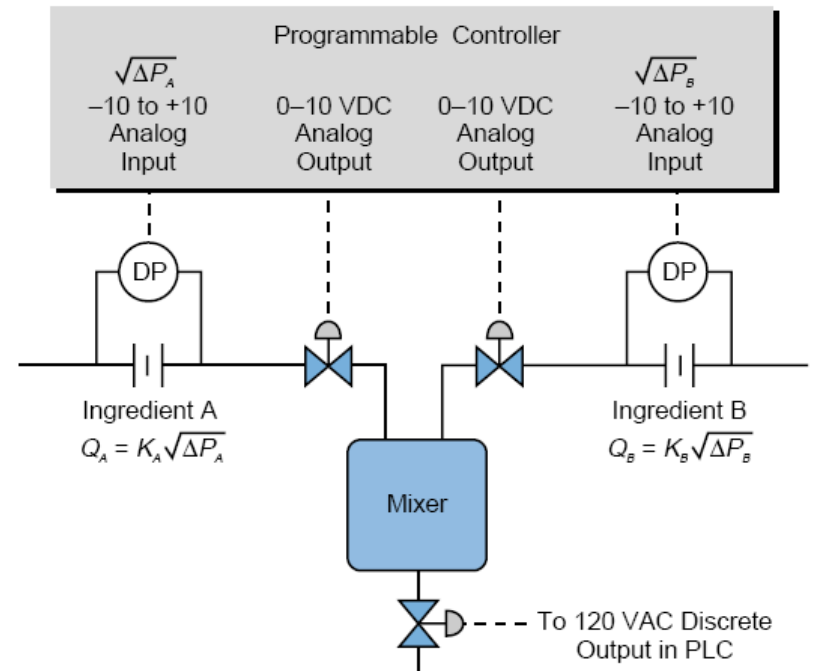 Programmable Controller
√ΔP_A
–10 to +10
Analog
Input
0–10 VDC
Analog
Output
0–10 VDC
Analog
Output
√ΔP_B
–10 to +10
Analog
Input
DP
DP
Ingredient A
Q_A = K_A√ΔP_A
Ingredient B
Q_B = K_B√ΔP_B
Mixer
To 120 VAC Discrete
Output in PLC